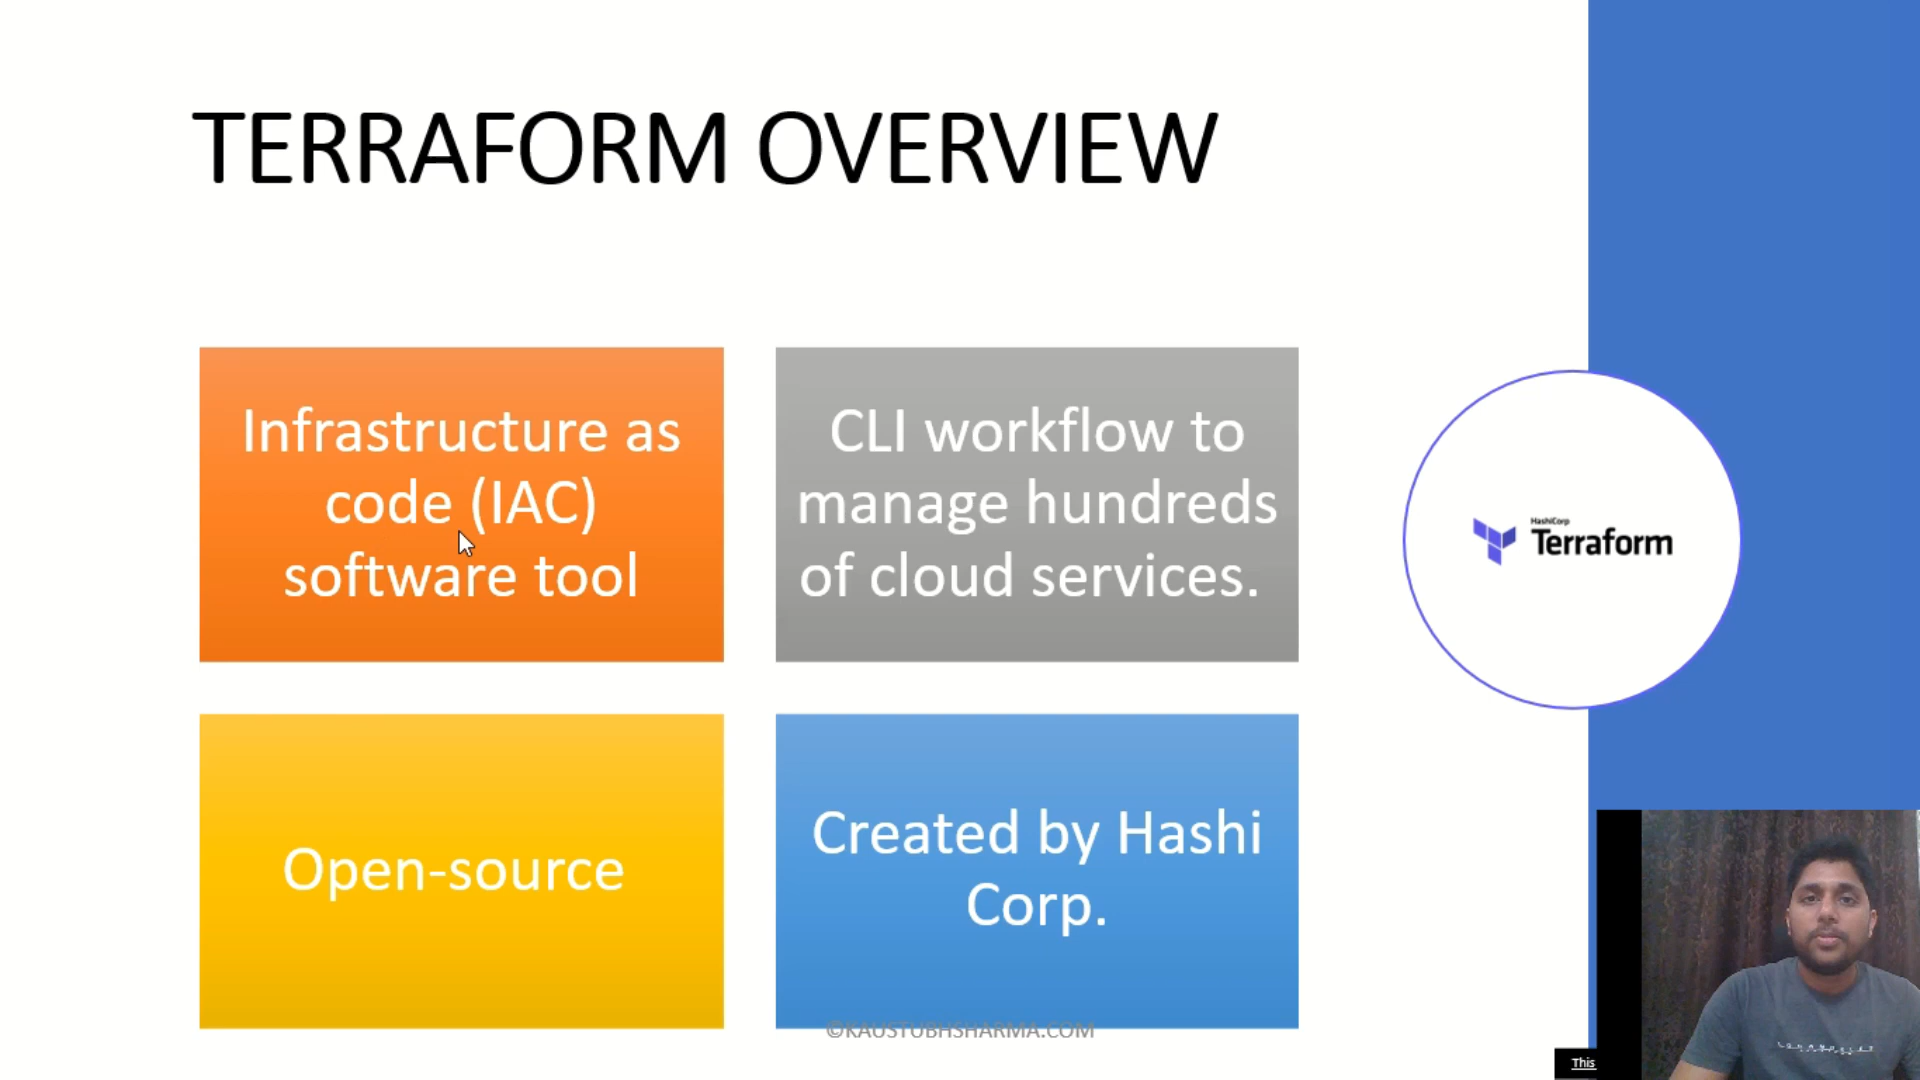 TERRAFORM OVERVIEW
Infrastructure as
code (IAC)
software tool
CLI workflow to
manage hundreds
of cloud services.
HashiCorp
Terraform
Open-source
Created by Hashi
Corp.
©KAUSTUBHSHARMA.COM
This